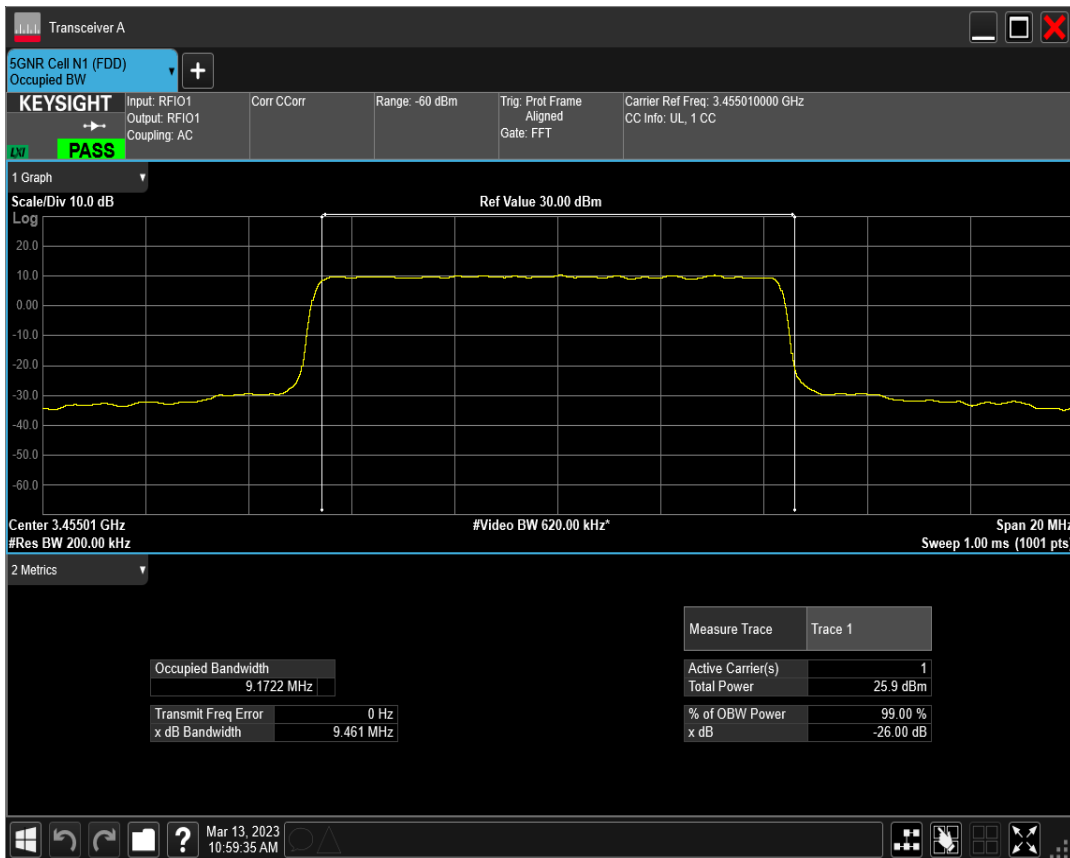 Transceiver A
5GNR Cell N1 (FDD)
Occupied BW
+
KEYSIGHT
LXI
PASS
Input: RFIO1
Output: RFIO1
Coupling: AC
Corr CCorr
Range: -60 dBm
Trig: Prot Frame
Aligned
Gate: FFT
Carrier Ref Freq: 3.455010000 GHz
CC Info: UL, 1 CC
1 Graph
Scale/Div 10.0 dB
Ref Value 30.00 dBm
Log
20.0
10.0
0.00
-10.0
-20.0
-30.0
-40.0
-50.0
-60.0
Center 3.45501 GHz
#Video BW 620.00 kHz*
Span 20 MHz
#Res BW 200.00 kHz
Sweep 1.00 ms (1001 pts)
2 Metrics
Measure Trace Trace 1
Occupied Bandwidth
9.1722 MHz
Active Carrier(s) 1
Total Power 25.9 dBm
Transmit Freq Error 0 Hz
x dB Bandwidth 9.461 MHz
% of OBW Power 99.00 %
x dB -26.00 dB
?
Mar 13, 2023
10:59:35 AM